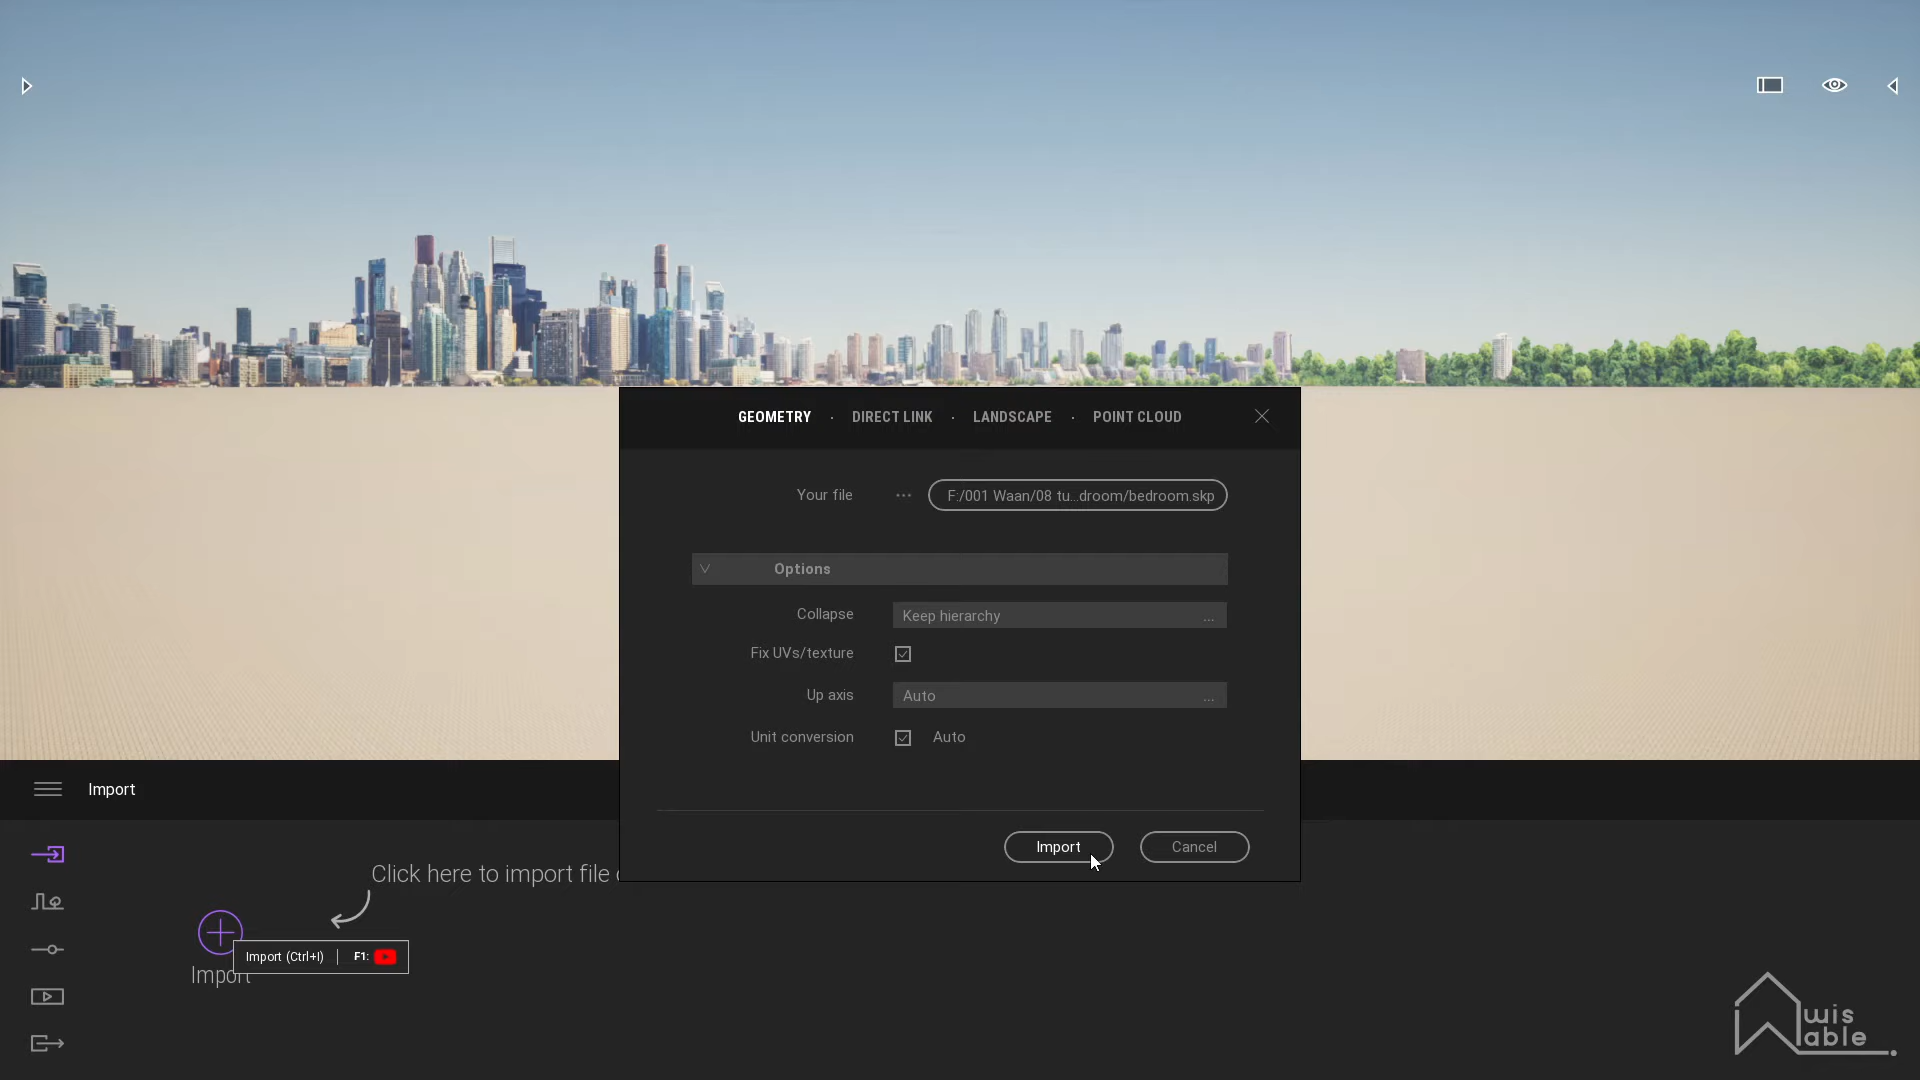 GEOMETRY · DIRECT LINK · LANDSCAPE · POINT CLOUD
Your file ... F:/001 Waan/08 tu...droom/bedroom.skp
Options
Collapse Keep hierarchy ...
Fix UVs/texture
Up axis Auto ...
Unit conversion Auto
Import Cancel
Import
Click here to import file
Import
Import (Ctrl+I) F1:
wis
able